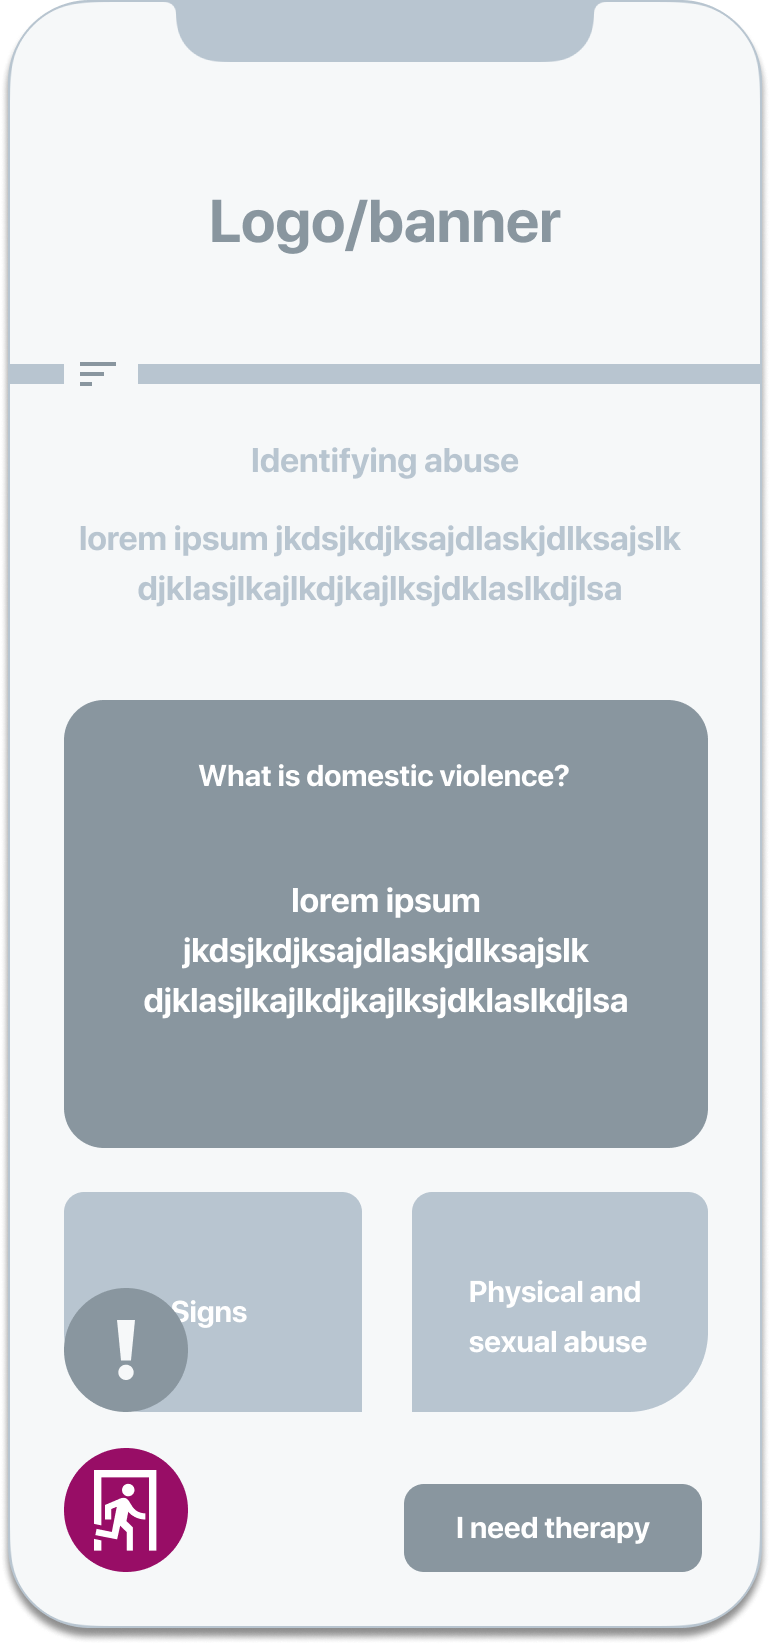 Logo/banner
Identifying abuse
lorem ipsum jkdsjkdjksajdlaskjdlksajslk
djklasjlkajlkdjkajlksjdklaslkdjlsa
What is domestic violence?
lorem ipsum
jkdsjkdjksajdlaskjdlksajslk
djklasjlkajlkdjkajlksjdklaslkdjlsa
Signs
Physical and
sexual abuse
!
I need therapy